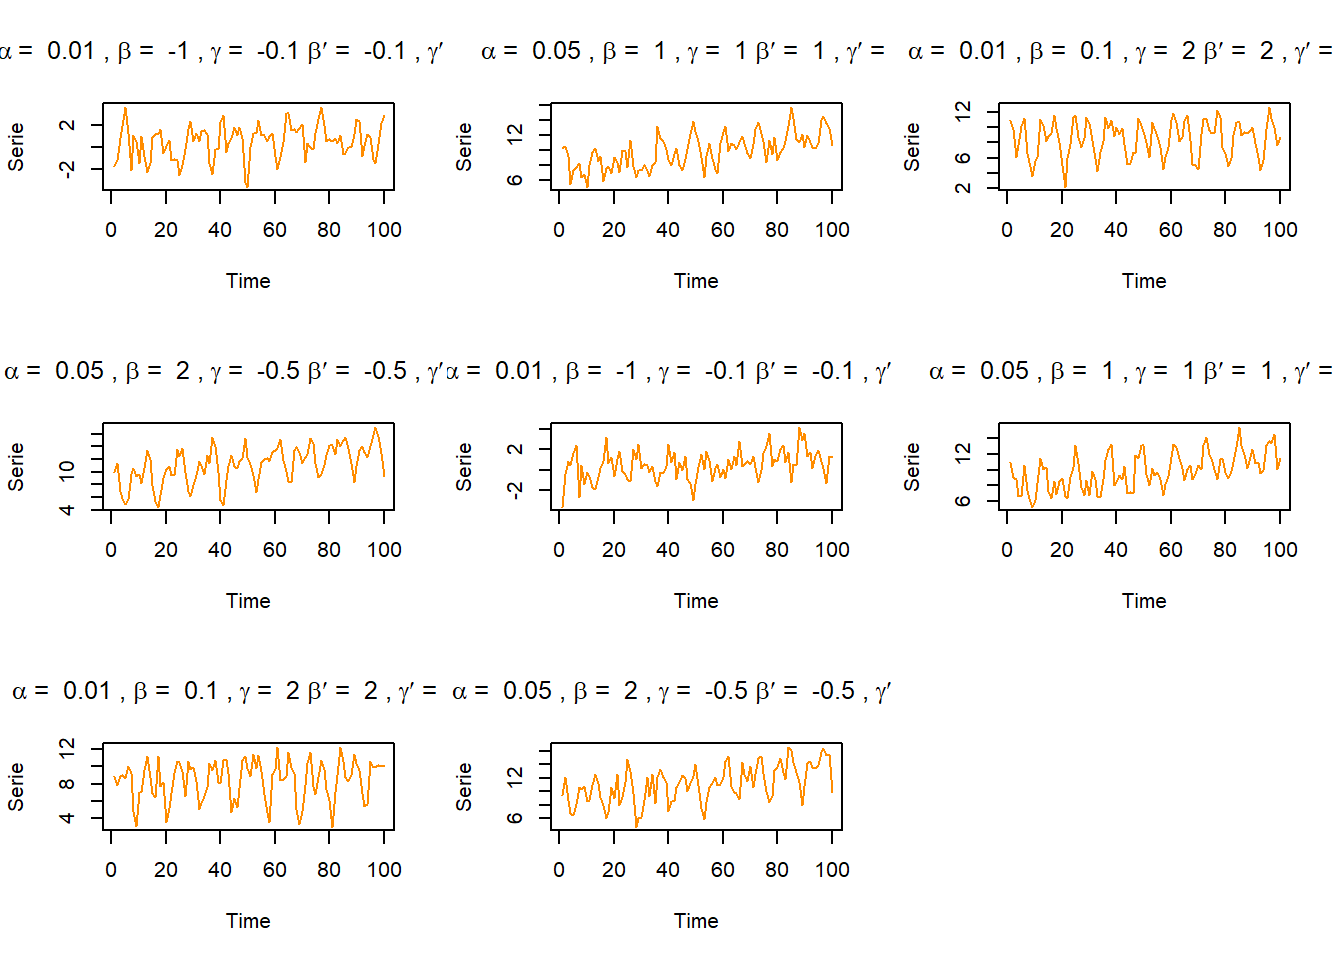 α = 0.01 , β = -1 , γ = -0.1 β′ = -0.1 , γ′
Serie
2
-2
0 20 40 60 80 100
Time
α = 0.05 , β = 1 , γ = 1 β′ = 1 , γ′ =
Serie
12
6
0 20 40 60 80 100
Time
α = 0.01 , β = 0.1 , γ = 2 β′ = 2 , γ′ =
Serie
12
6
2
0 20 40 60 80 100
Time
α = 0.05 , β = 2 , γ = -0.5 β′ = -0.5 , γ′
Serie
10
4
0 20 40 60 80 100
Time
α = 0.01 , β = -1 , γ = -0.1 β′ = -0.1 , γ′
Serie
2
-2
0 20 40 60 80 100
Time
α = 0.05 , β = 1 , γ = 1 β′ = 1 , γ′ =
Serie
12
6
0 20 40 60 80 100
Time
α = 0.01 , β = 0.1 , γ = 2 β′ = 2 , γ′ =
Serie
12
8
4
0 20 40 60 80 100
Time
α = 0.05 , β = 2 , γ = -0.5 β′ = -0.5 , γ′
Serie
12
6
0 20 40 60 80 100
Time